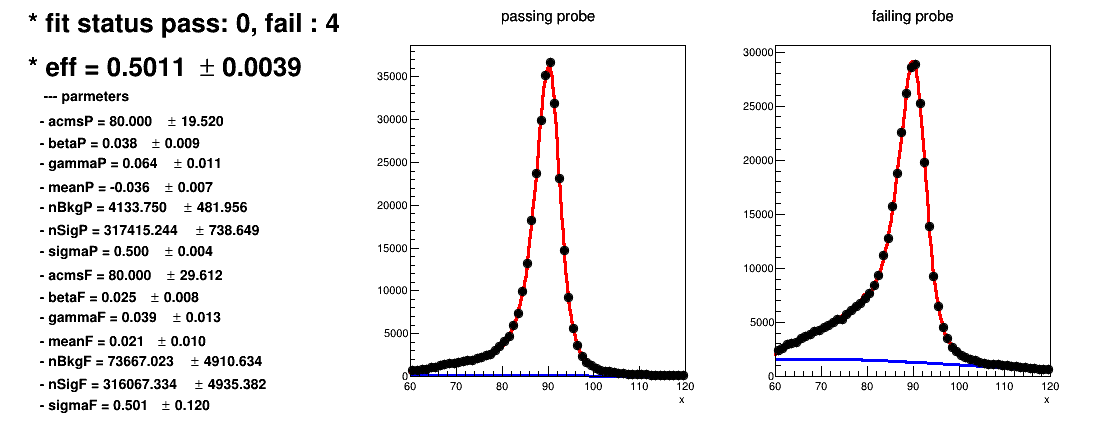 * fit status pass: 0, fail : 4
* eff = 0.5011 ± 0.0039
--- parmeters
- acmsP = 80.000 ± 19.520
- betaP = 0.038 ± 0.009
- gammaP = 0.064 ± 0.011
- meanP = -0.036 ± 0.007
- nBkgP = 4133.750 ± 481.956
- nSigP = 317415.244 ± 738.649
- sigmaP = 0.500 ± 0.004
- acmsF = 80.000 ± 29.612
- betaF = 0.025 ± 0.008
- gammaF = 0.039 ± 0.013
- meanF = 0.021 ± 0.010
- nBkgF = 73667.023 ± 4910.634
- nSigF = 316067.334 ± 4935.382
- sigmaF = 0.501 ± 0.120
passing probe
35000
30000
25000
20000
15000
10000
5000
0
60 70 80 90 100 110 120
x
failing probe
30000
25000
20000
15000
10000
5000
0
60 70 80 90 100 110 120
x